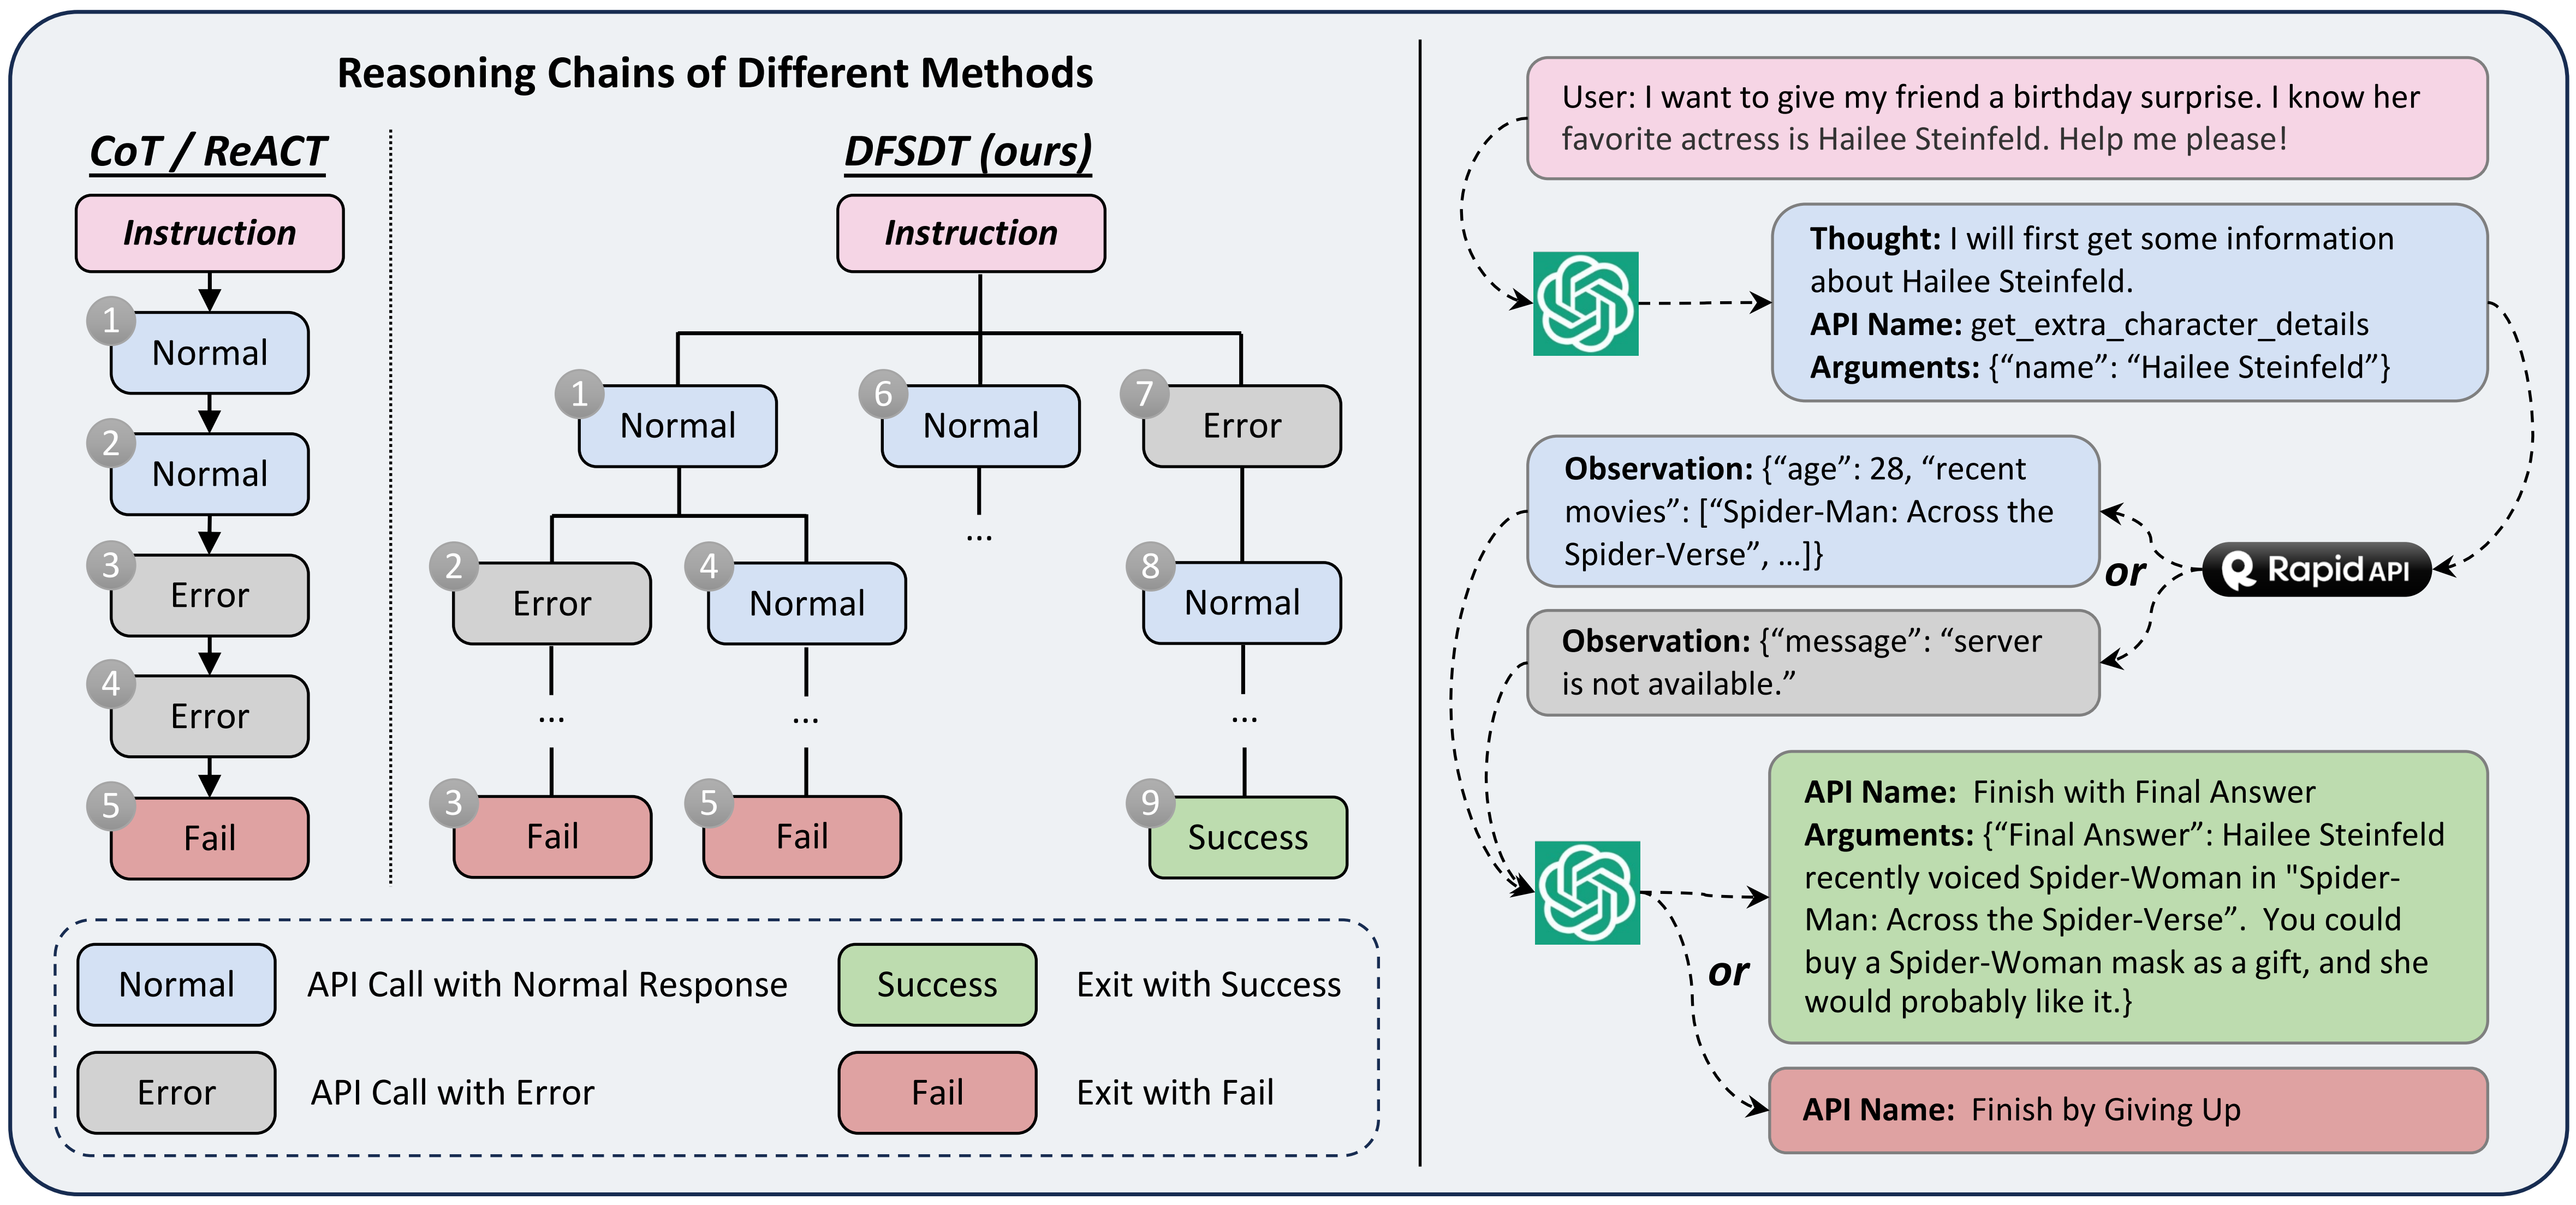 Reasoning Chains of Different Methods
CoT / ReACT
Instruction
1
Normal
2
Normal
3
Error
4
Error
5
Fail
DFSDT (ours)
Instruction
1
Normal
6
Normal
7
Error
...
2
Error
4
Normal
8
Normal
...
...
...
3
Fail
5
Fail
9
Success
Normal
API Call with Normal Response
Success
Exit with Success
Error
API Call with Error
Fail
Exit with Fail
User: I want to give my friend a birthday surprise. I know her
favorite actress is Hailee Steinfeld. Help me please!
Thought: I will first get some information
about Hailee Steinfeld.
API Name: get_extra_character_details
Arguments: {“name”: “Hailee Steinfeld”}
Observation: {“age”: 28, “recent
movies”: [“Spider-Man: Across the
Spider-Verse”, …]}
or
Rapid API
Observation: {“message”: “server
is not available.”
API Name: Finish with Final Answer
Arguments: {“Final Answer”: Hailee Steinfeld
recently voiced Spider-Woman in "Spider-
Man: Across the Spider-Verse”. You could
buy a Spider-Woman mask as a gift, and she
would probably like it.}
or
API Name: Finish by Giving Up